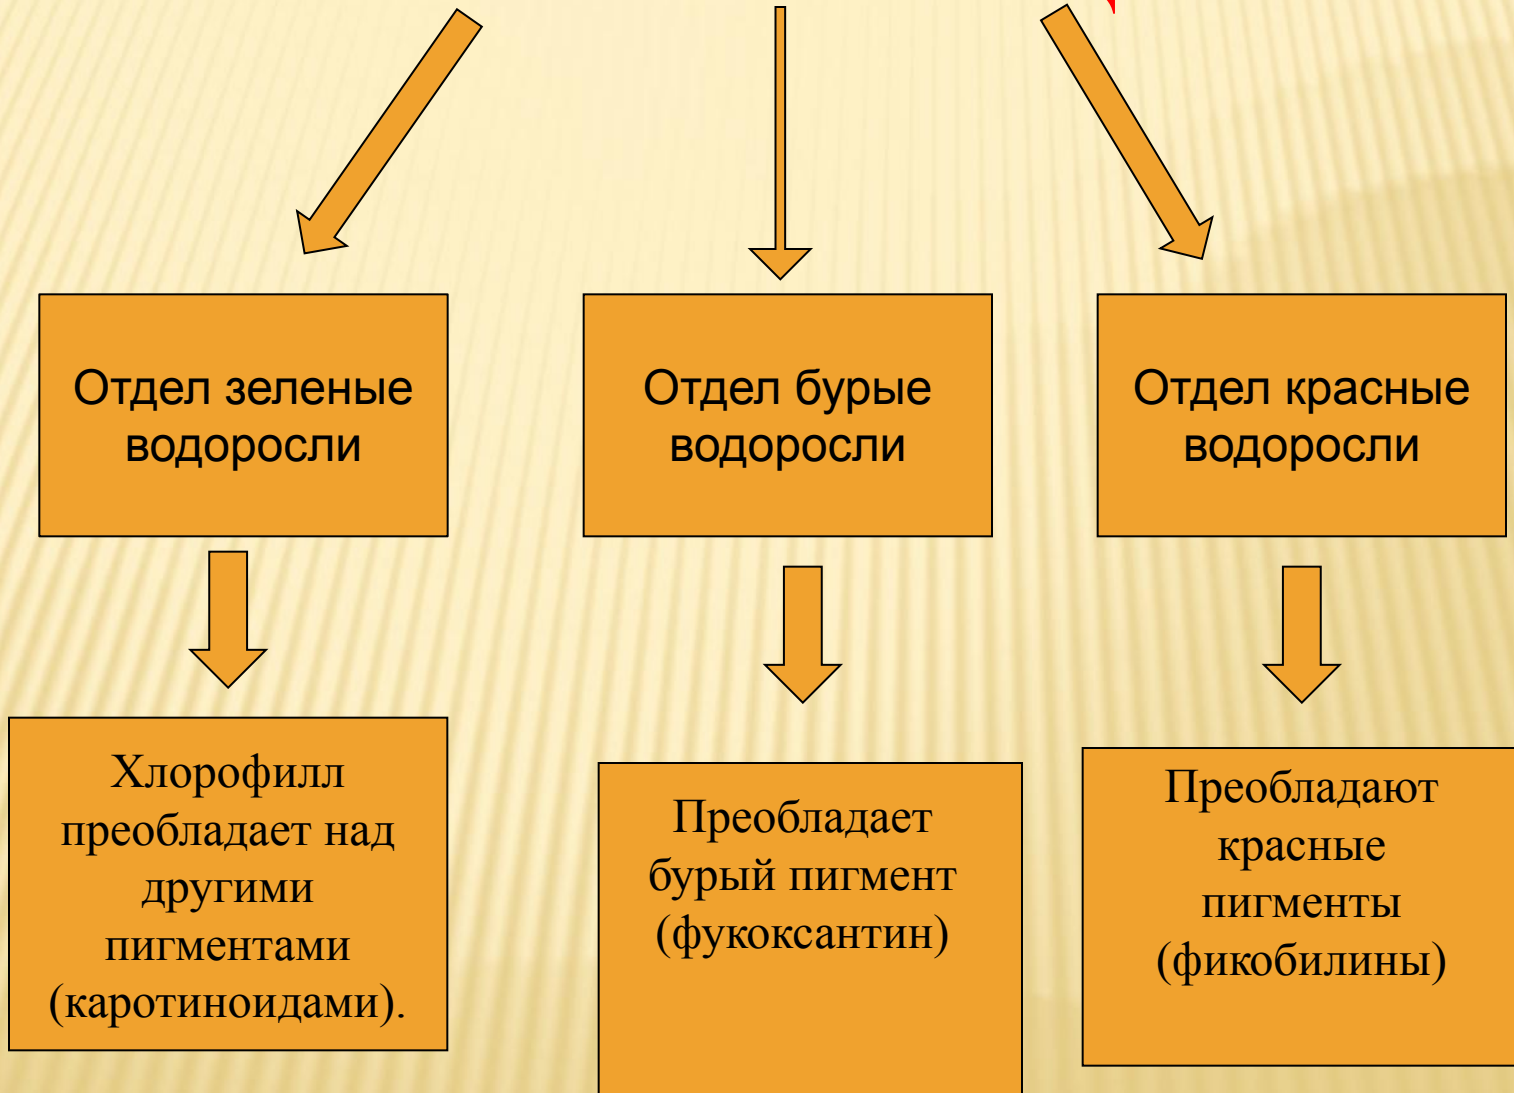 Отдел зеленые
водоросли
Отдел бурые
водоросли
Отдел красные
водоросли
Хлорофилл
преобладает над
другими
пигментами
(каротиноидами).
Преобладает
бурый пигмент
(фукоксантин)
Преобладают
красные
пигменты
(фикобилины)